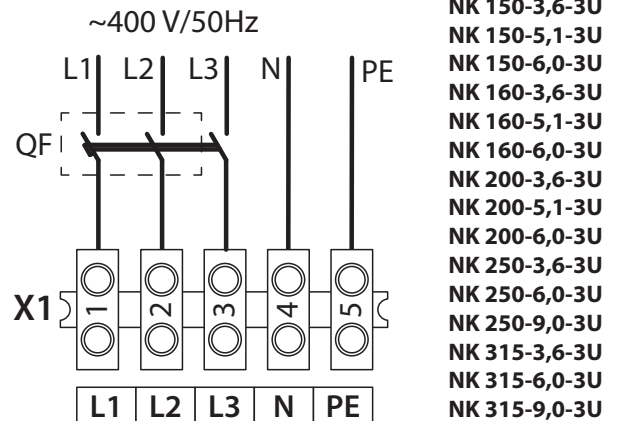 ~400 V/50Hz
L1 L2 L3 N PE
QF
X1 1 2 3 4 5
L1 L2 L3 N PE
NK 150-3,6-3U
NK 150-5,1-3U
NK 150-6,0-3U
NK 160-3,6-3U
NK 160-5,1-3U
NK 160-6,0-3U
NK 200-3,6-3U
NK 200-5,1-3U
NK 200-6,0-3U
NK 250-3,6-3U
NK 250-6,0-3U
NK 250-9,0-3U
NK 315-3,6-3U
NK 315-6,0-3U
NK 315-9,0-3U